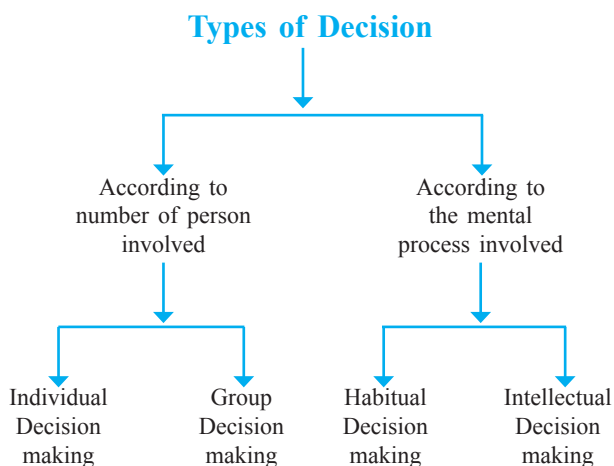 Types of Decision
According to
number of person
involved
According to
the mental
process involved
Individual
Decision
making
Group
Decision
making
Habitual
Decision
making
Intellectual
Decision
making